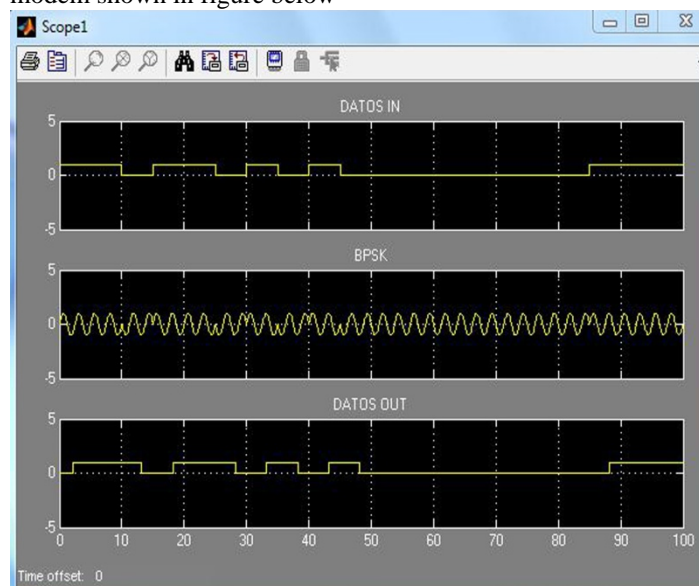 modem shown in figure below
Scope1
DATOS IN
5
0
-5
BPSK
5
0
-5
DATOS OUT
5
0
-5
0 10 20 30 40 50 60 70 80 90 100
Time offset: 0